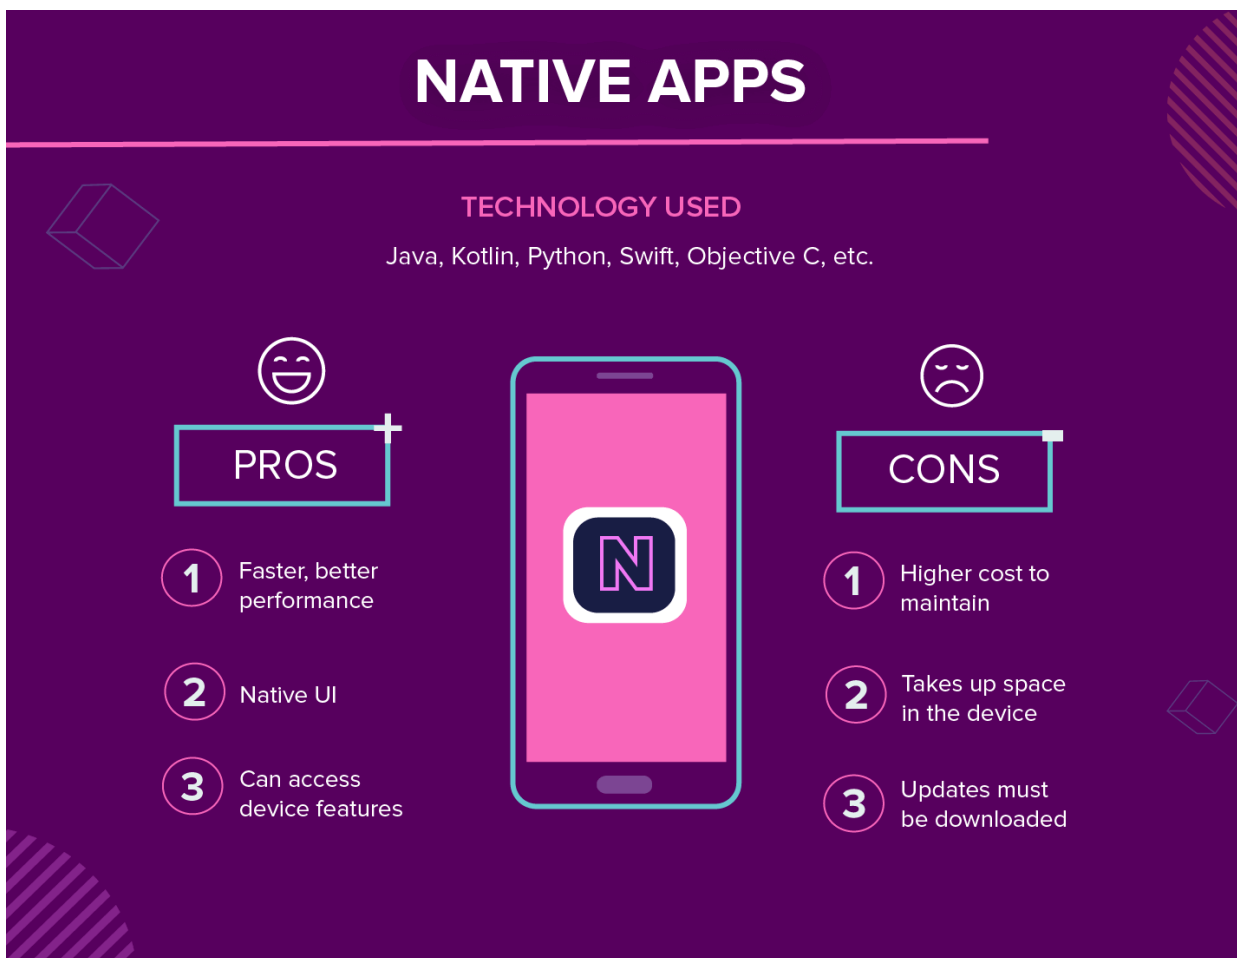 NATIVE APPS
TECHNOLOGY USED
Java, Kotlin, Python, Swift, Objective C, etc.
PROS
1
Faster, better
performance
2
Native UI
3
Can access
device features
N
CONS
1
Higher cost to
maintain
2
Takes up space
in the device
3
Updates must
be downloaded